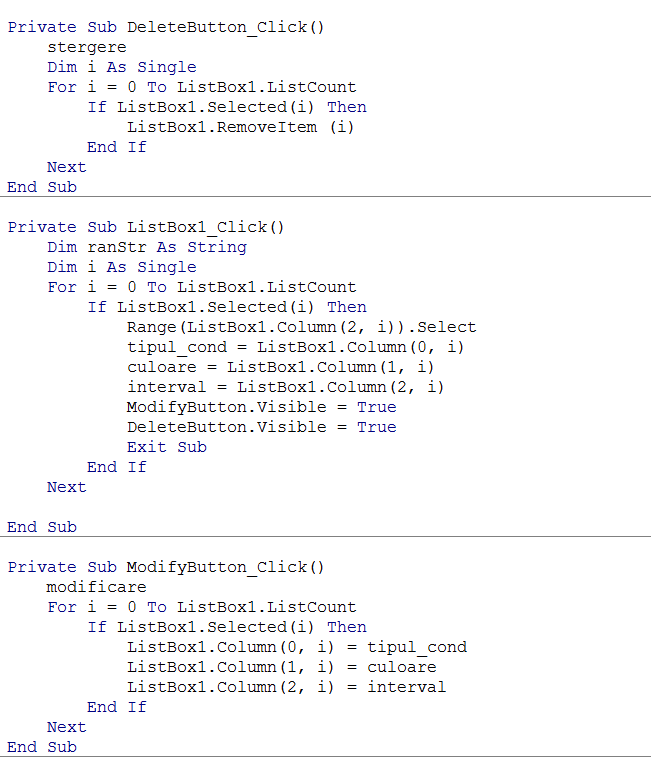 Private Sub DeleteButton_Click()
    stergere
    Dim i As Single
    For i = 0 To ListBox1.ListCount
        If ListBox1.Selected(i) Then
            ListBox1.RemoveItem (i)
        End If
    Next
End Sub
Private Sub ListBox1_Click()
    Dim ranStr As String
    Dim i As Single
    For i = 0 To ListBox1.ListCount
        If ListBox1.Selected(i) Then
            Range(ListBox1.Column(2, i)).Select
            tipul_cond = ListBox1.Column(0, i)
            culoare = ListBox1.Column(1, i)
            interval = ListBox1.Column(2, i)
            ModifyButton.Visible = True
            DeleteButton.Visible = True
            Exit Sub
        End If
    Next
End Sub
Private Sub ModifyButton_Click()
    modificare
    For i = 0 To ListBox1.ListCount
        If ListBox1.Selected(i) Then
            ListBox1.Column(0, i) = tipul_cond
            ListBox1.Column(1, i) = culoare
            ListBox1.Column(2, i) = interval
        End If
    Next
End Sub